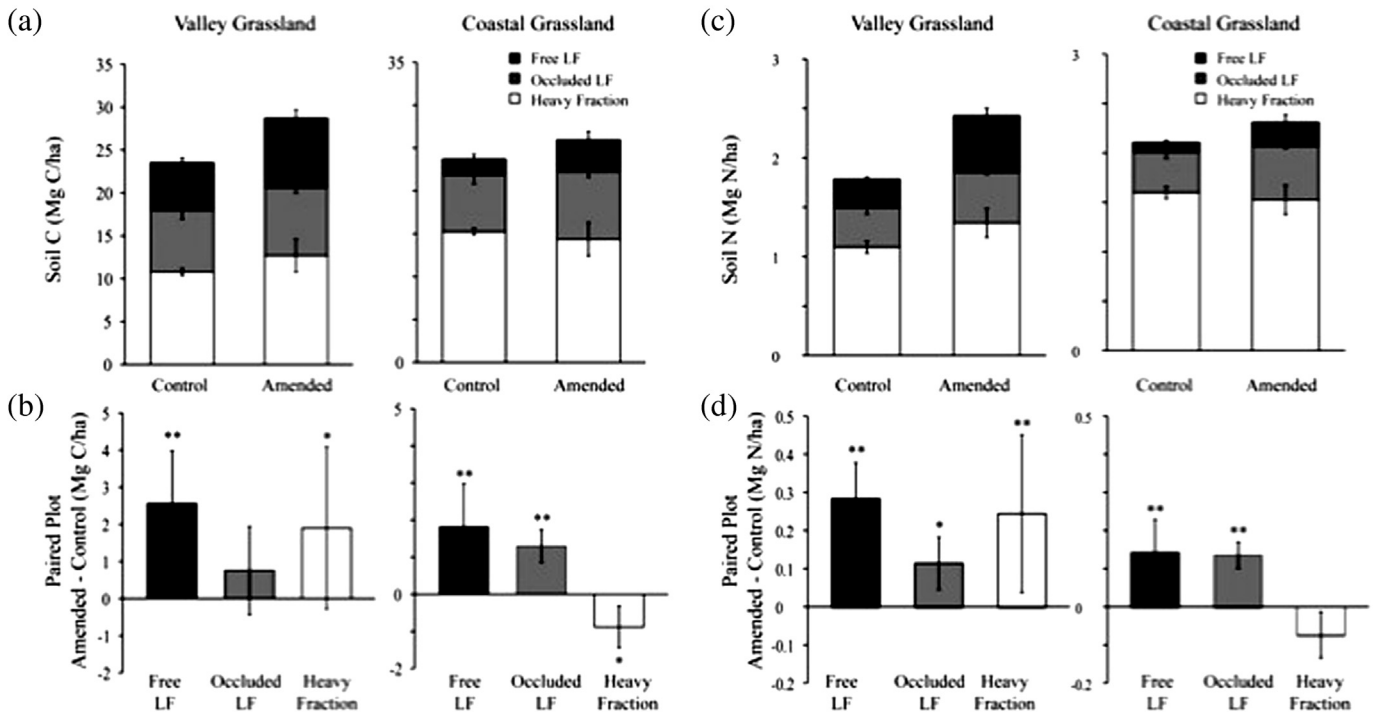 (a)
Valley Grassland
Coastal Grassland
Free LF
Occluded LF
Heavy Fraction
Soil C (Mg C/ha)
35
30
25
20
15
10
5
0
35
0
Control
Amended
Control
Amended
(b)
Paired Plot
Amended - Control (Mg C/ha)
5
4
3
2
1
0
-1
-2
**
*
5
0
-2
**
**
*
Free
LF
Occluded
LF
Heavy
Fraction
Free
LF
Occluded
LF
Heavy
Fraction
(c)
Valley Grassland
Coastal Grassland
Free LF
Occluded LF
Heavy Fraction
Soil N (Mg N/ha)
3
2
1
0
3
0
Control
Amended
Control
Amended
(d)
Paired Plot
Amended - Control (Mg N/ha)
0.5
0.4
0.3
0.2
0.1
0
-0.1
-0.2
**
*
**
0.5
0
-0.2
**
**
Free
LF
Occluded
LF
Heavy
Fraction
Free
LF
Occluded
LF
Heavy
Fraction